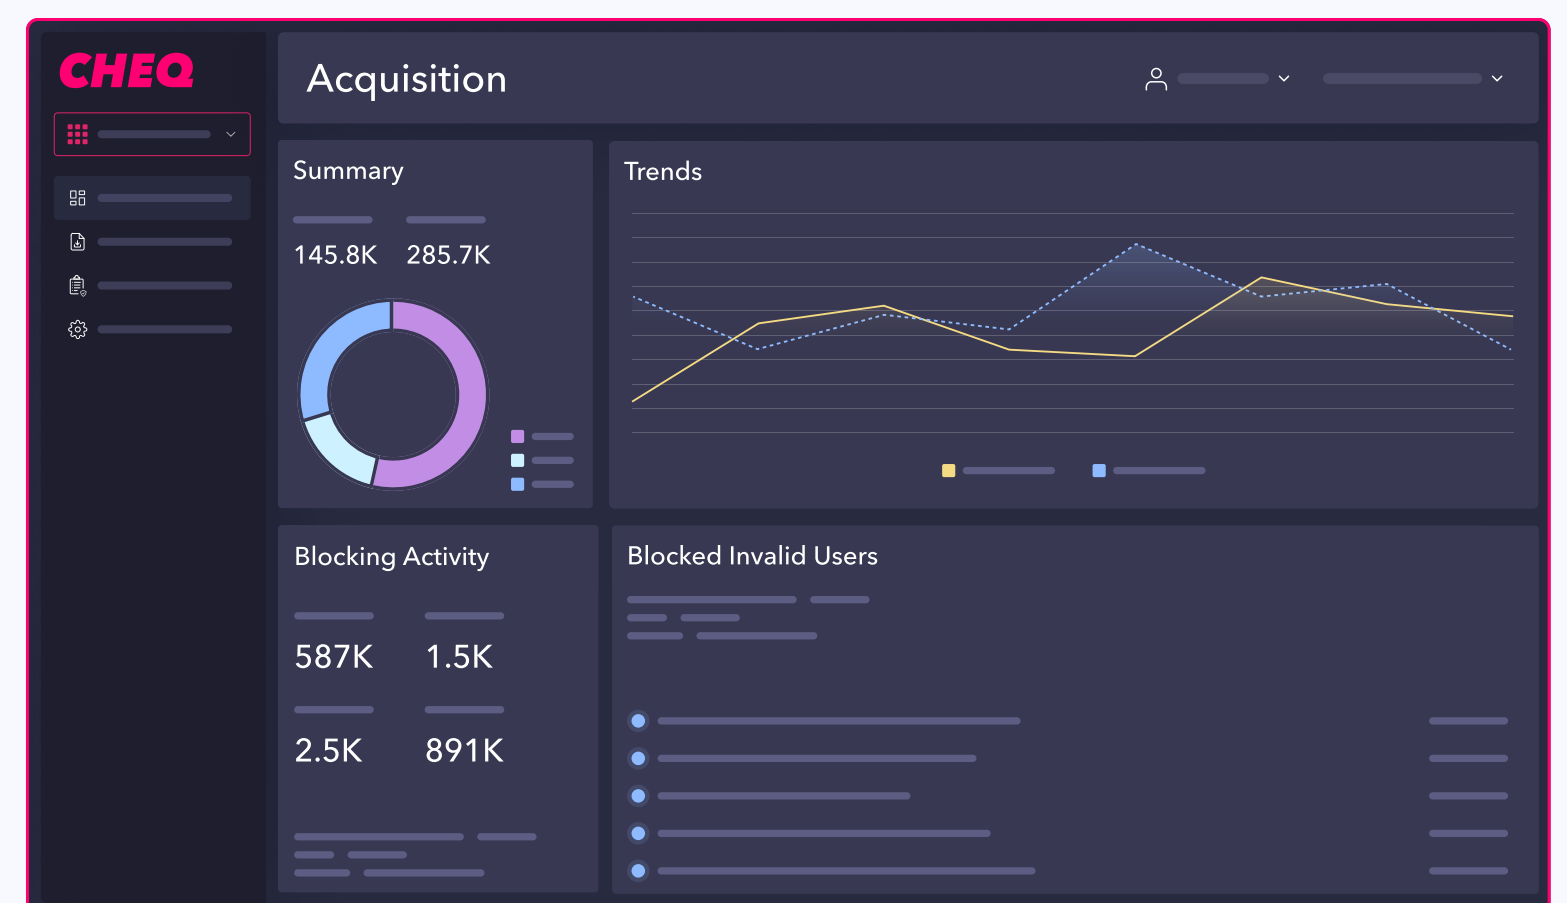 CHEQ
Acquisition
Summary
145.8K 285.7K
Trends
Blocking Activity
587K 1.5K
2.5K 891K
Blocked Invalid Users